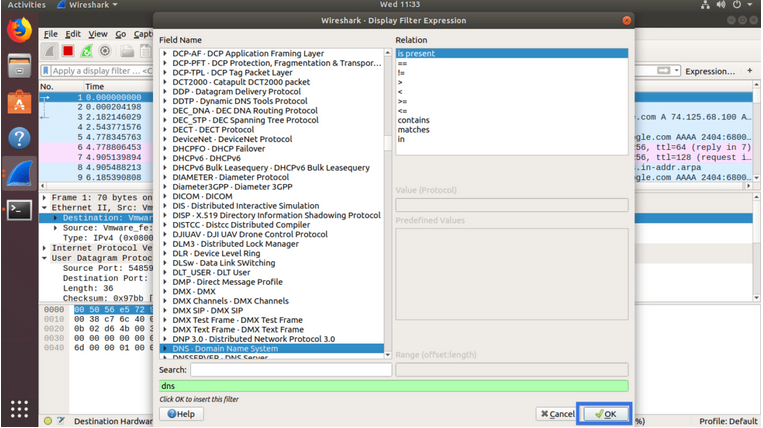 Activities Wireshark Wed 11:33
Wireshark · Display Filter Expression
File Edit View Go Captu
Apply a display filter ... <C
Expression... +
No. Time
1 0.000000000
2 0.000204198
3 2.182146029
4 2.543771576
5 4.778345763
6 4.778806453
7 4.905139894
8 4.905488213
9 6.185390808
.com A 74.125.68.100 A...
gle.com AAAA 2404:6800...
256, ttl=64 (reply in 7)
256, ttl=128 (request i...
.in-addr.arpa
gle.com AAAA 2404:6800...
Frame 1: 70 bytes on
Ethernet II, Src: Vm
Destination: Vmwar
Source: Vmware_fe:
Type: IPv4 (0x0800
Internet Protocol Ve
User Datagram Protoc
Source Port: 54859
Destination Port:
Length: 36
Checksum: 0x97bb
0000 00 50 56 e5 72 9
0010 00 38 c7 6c 40 0
0020 0b 02 d6 4b 00 3
0030 00 00 00 00 00 0
0040 6d 00 00 01 00 0
Field Name
DCP-AF · DCP Application Framing Layer
DCP-PFT · DCP Protection, Fragmentation & Transpor...
DCP-TPL · DCP Tag Packet Layer
DCT2000 · Catapult DCT2000 packet
DDP · Datagram Delivery Protocol
DDTP · Dynamic DNS Tools Protocol
DEC_DNA · DEC DNA Routing Protocol
DEC_STP · DEC Spanning Tree Protocol
DECT · DECT Protocol
DeviceNet · DeviceNet Protocol
DHCPFO · DHCP Failover
DHCPv6 · DHCPv6
DHCPv6 Bulk Leasequery · DHCPv6 Bulk Leasequery
DIAMETER · Diameter Protocol
Diameter3GPP · Diameter 3GPP
DICOM · DICOM
DIS · Distributed Interactive Simulation
DISP · X.519 Directory Information Shadowing Protocol
DISTCC · Distcc Distributed Compiler
DJIUAV · DJI UAV Drone Control Protocol
DLM3 · Distributed Lock Manager
DLR · Device Level Ring
DLSw · Data Link SWitching
DLT_USER · DLT User
DMP · Direct Message Profile
DMX · DMX
DMX Channels · DMX Channels
DMX SIP · DMX SIP
DMX Test Frame · DMX Test Frame
DMX Text Frame · DMX Text Frame
DNP 3.0 · Distributed Network Protocol 3.0
DNS · Domain Name System
DNSSERVER · DNS Server
Relation
is present
==
!=
>
<
>=
<=
contains
matches
in
Value (Protocol)
Predefined Values
Range (offset:length)
Search:
dns
Click OK to insert this filter
Help Cancel OK
Destination Hardwar
%) Profile: Default